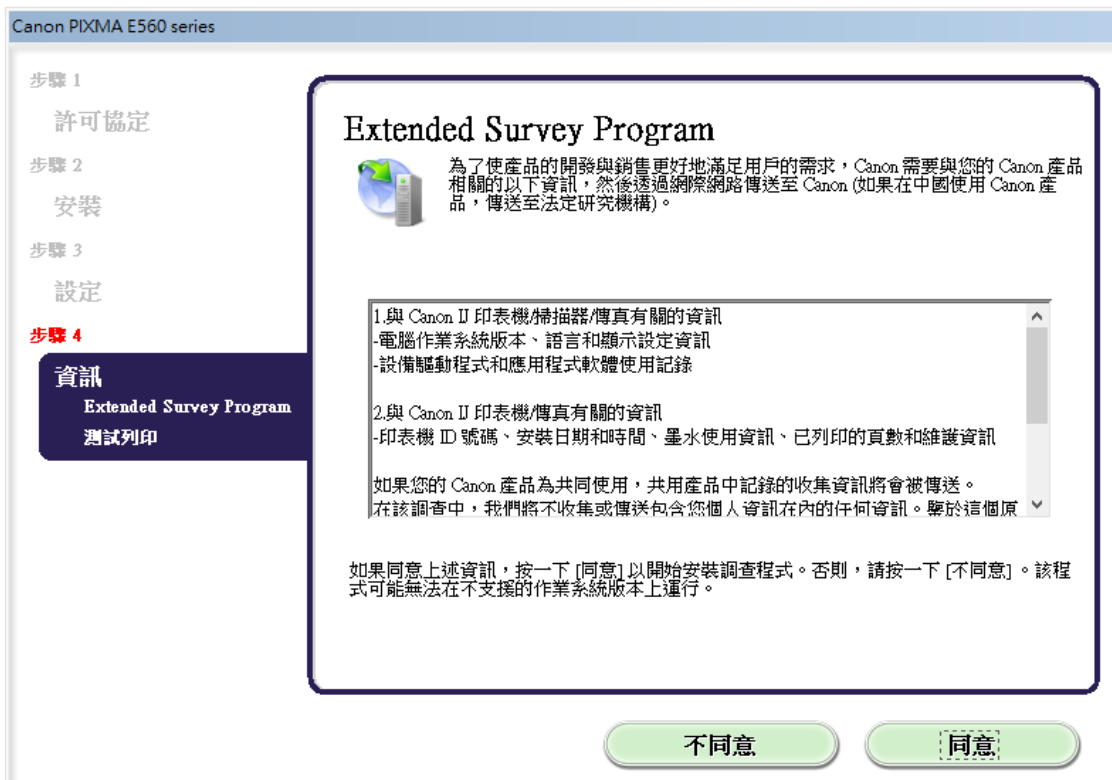 Canon PIXMA E560 series
步驟 1
許可協定
步驟 2
安裝
步驟 3
設定
步驟 4
資訊
Extended Survey Program
測試列印
Extended Survey Program
為了使產品的開發與銷售更好地滿足用戶的需求，Canon 需要與您的 Canon 產品
相關的以下資訊，然後透過網際網路傳送至 Canon (如果在中國使用 Canon 產
品，傳送至法定研究機構)。
1.與 Canon IJ 印表機/掃描器/傳真有關的資訊
-電腦作業系統版本、語言和顯示設定資訊
-設備驅動程式和應用程式軟體使用記錄
2.與 Canon IJ 印表機/傳真有關的資訊
-印表機 ID 號碼、安裝日期和時間、墨水使用資訊、已列印的頁數和維護資訊
如果您的 Canon 產品為共同使用，共用產品中記錄的收集資訊將會被傳送。
在該調查中，我們將不收集或傳送包含您個人資訊在內的任何資訊。鑒於這個原
如果同意上述資訊，按一下 [同意] 以開始安裝調查程式。否則，請按一下 [不同意] 。該程
式可能無法在不支援的作業系統版本上運行。
不同意
同意